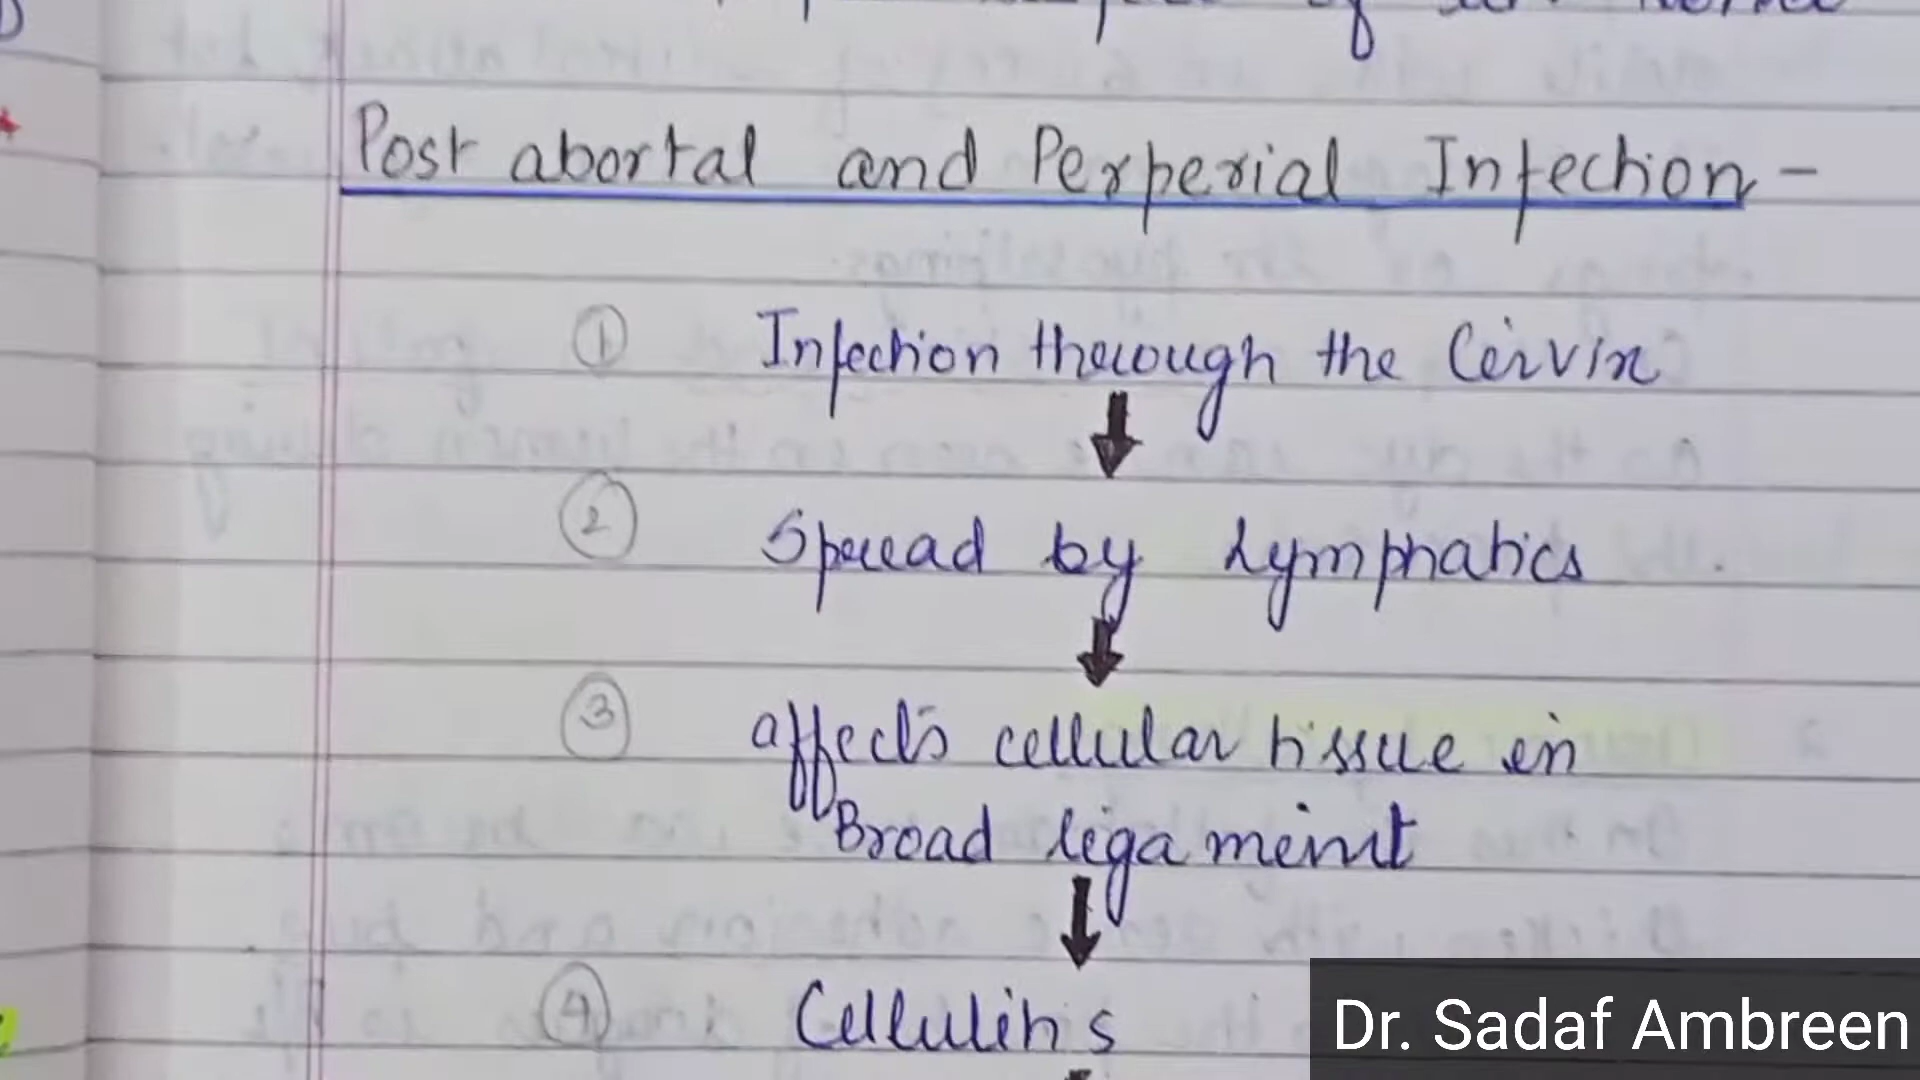 Post abortal and Perperial Infection -
① Infection through the Cervix
② Spread by Lymphatics
③ affects cellular tissue in
Broad ligament
④ Cellulitis
Dr. Sadaf Ambreen